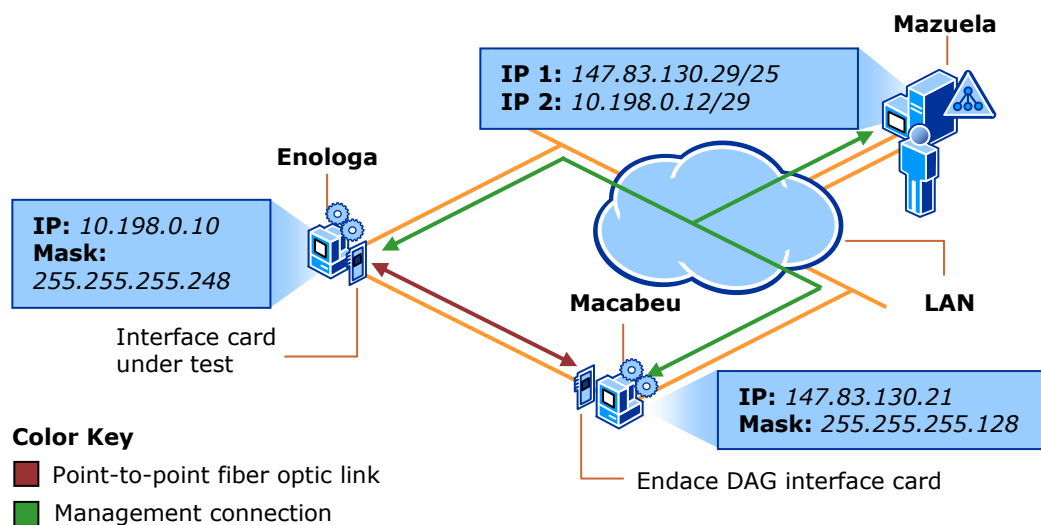 Mazuela
IP 1: 147.83.130.29/25
IP 2: 10.198.0.12/29
Enologa
IP: 10.198.0.10
Mask:
255.255.255.248
Interface card
under test
Macabeu
LAN
IP: 147.83.130.21
Mask: 255.255.255.128
Endace DAG interface card
Color Key
Point-to-point fiber optic link
Management connection